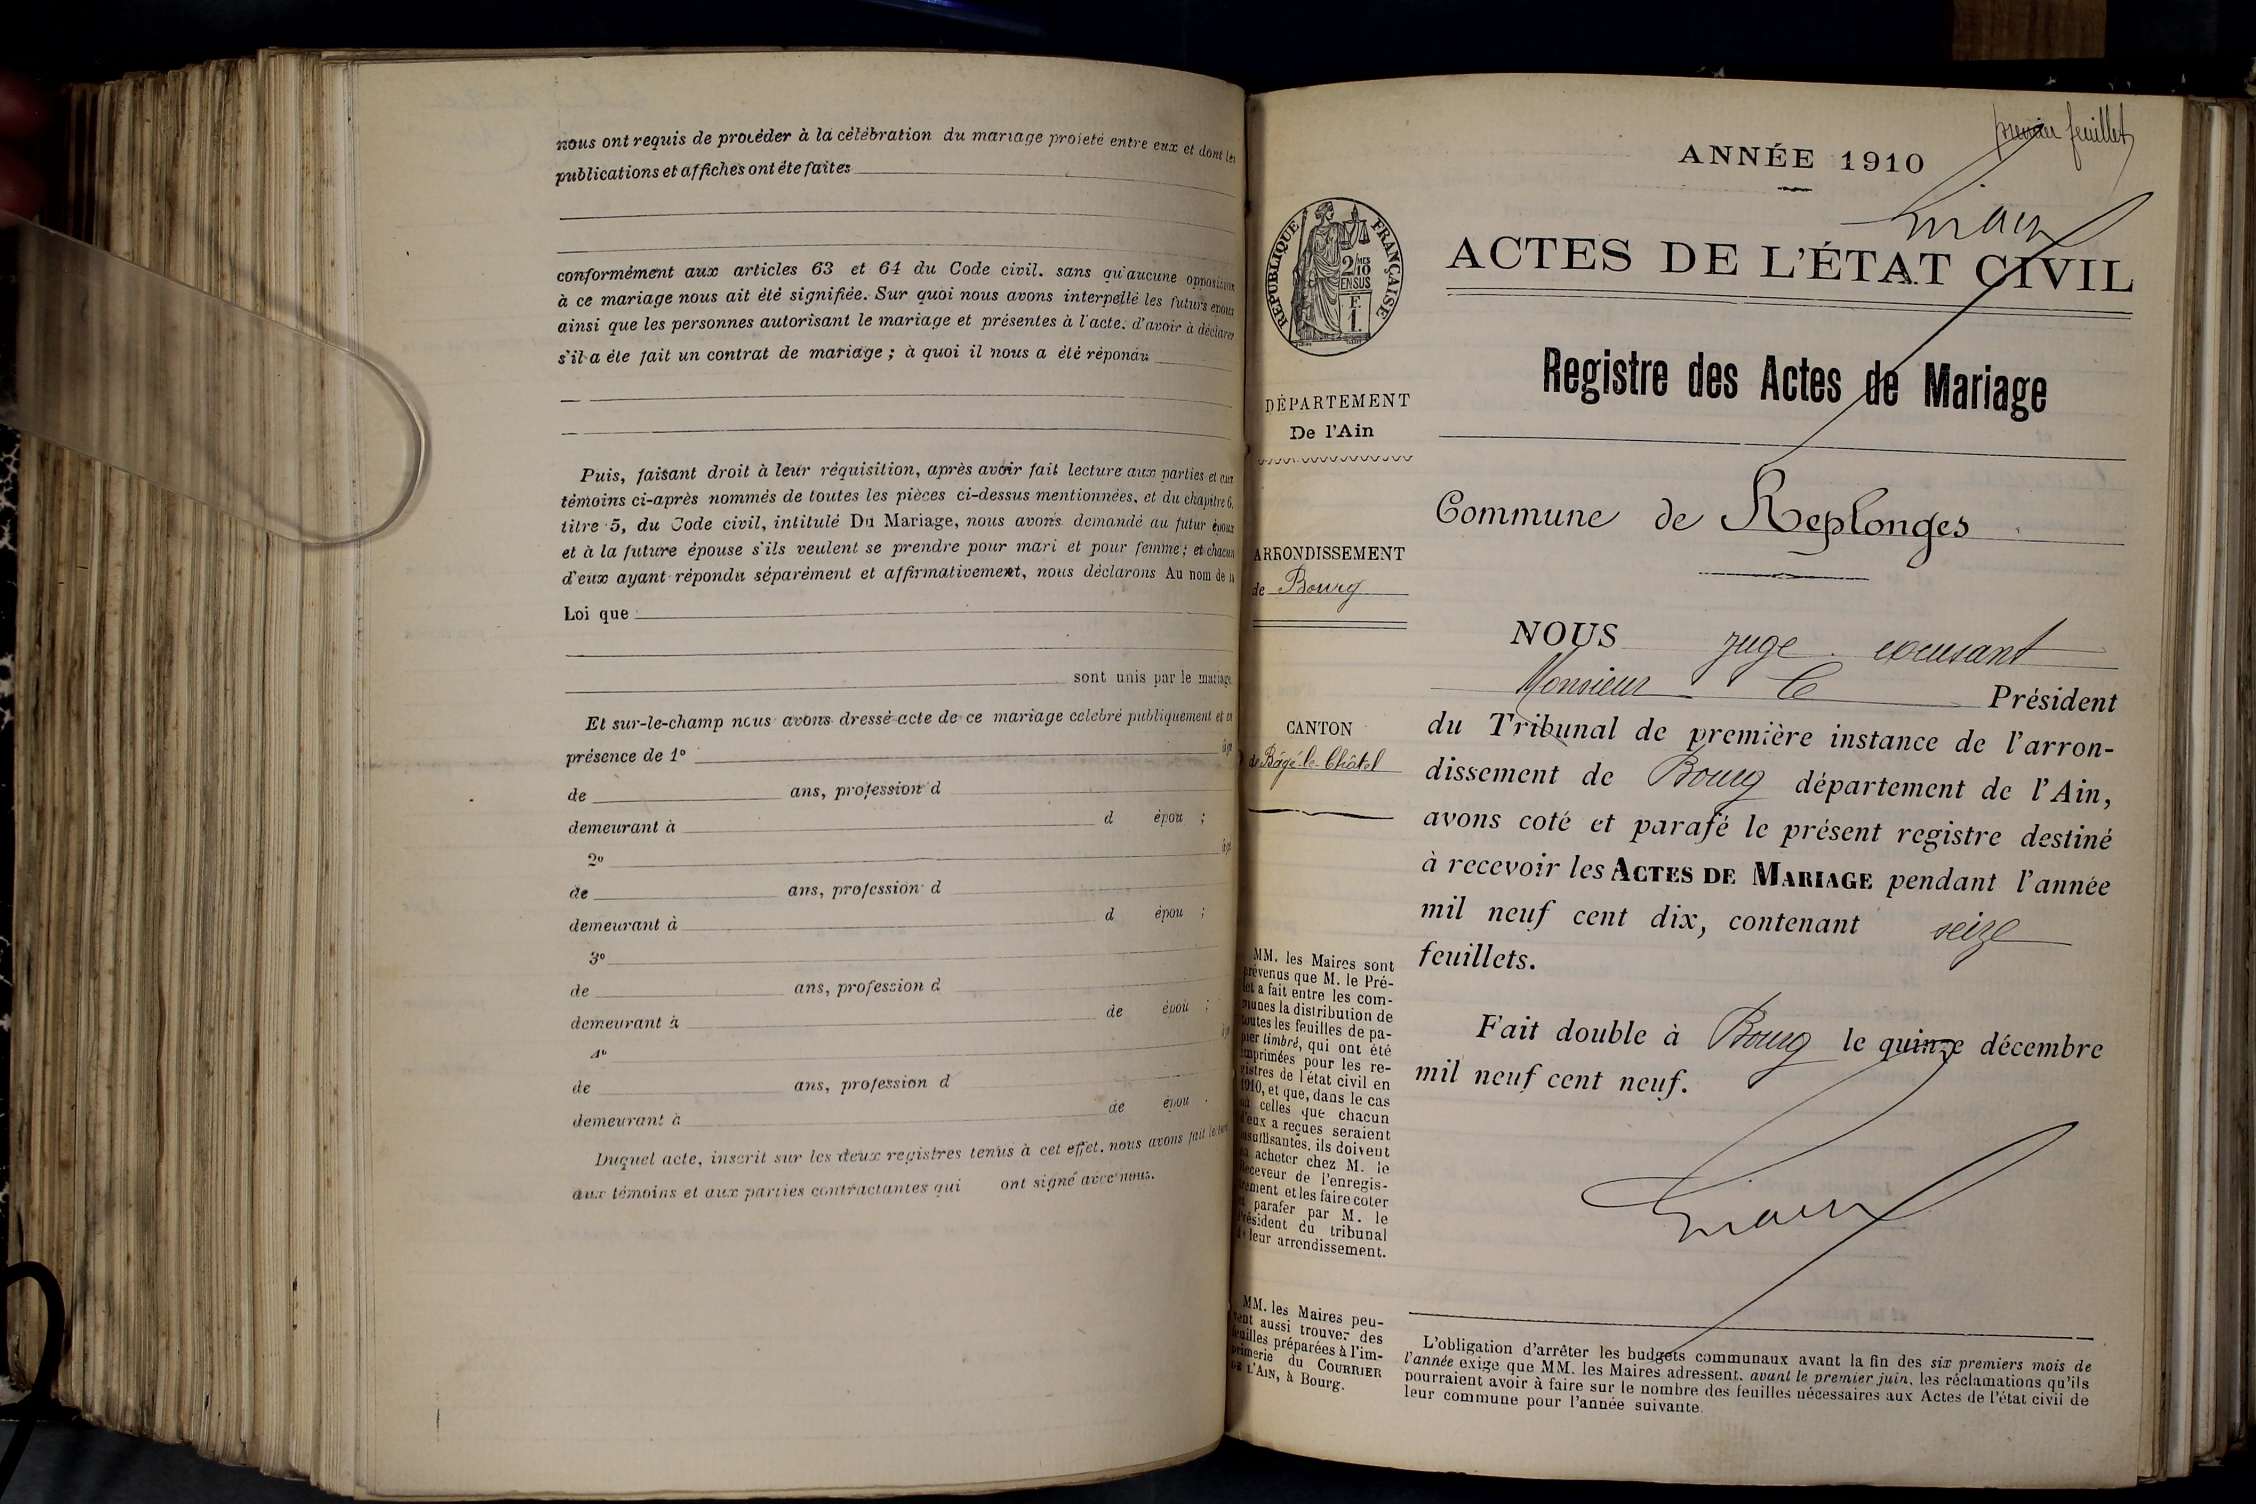 nous ont requis de procéder à la célébration du mariage projeté entre eux et dont les
publications et affiches ont été faites
conformément aux articles 63 et 64 du Code civil. sans qu'aucune opposition
à ce mariage nous ait été signifiée. Sur quoi nous avons interpellé les futurs époux
ainsi que les personnes autorisant le mariage et présentes à l'acte. d'avoir à déclarer
s'il a été fait un contrat de mariage ; à quoi il nous a été répondu
Puis, faisant droit à leur réquisition, après avoir fait lecture aux parties et aux
témoins ci-après nommés de toutes les pièces ci-dessus mentionnées, et du chapitre 6,
titre 5, du Code civil, intitulé Du Mariage, nous avons demandé au futur époux
et à la future épouse s'ils veulent se prendre pour mari et pour femme ; et chacun
d'eux ayant répondu séparément et affirmativement, nous déclarons Au nom de la
Loi que
sont unis par le mariage.
Et sur-le-champ nous avons dressé acte de ce mariage célébré publiquement et en
présence de 1º âgé
de ans, profession d
demeurant à d épou ;
2º âgé
de ans, profession d
demeurant à d épou ;
3º
de ans, profession d
demeurant à de épou ;
4º
de ans, profession d
demeurant à de épou .
Duquel acte, inscrit sur les deux registres tenus à cet effet, nous avons fait lecture
aux témoins et aux parties contractantes qui ont signé avec nous.
premier feuillet
ANNÉE 1910
RÉPUBLIQUE FRANÇAISE
2/10 MES
EN SUS
F.
1.
ACTES DE L'ÉTAT CIVIL
Registre des Actes de Mariage
DÉPARTEMENT
De l'Ain
Commune de Replonges
ARRONDISSEMENT
de Bourg
CANTON
de Bâgé-le-Châtel
NOUS juge excusant
Monsieur le Président
du Tribunal de première instance de l'arron-
dissement de Bourg département de l'Ain,
avons coté et parafé le présent registre destiné
à recevoir les ACTES DE MARIAGE pendant l'année
mil neuf cent dix, contenant seize
feuillets.
Fait double à Bourg le quinze décembre
mil neuf cent neuf.
MM. les Maires sont
prévenus que M. le Pré-
fet a fait entre les com-
munes la distribution de
toutes les feuilles de pa-
pier timbré, qui ont été
imprimées pour les re-
gistres de l'état civil en
1910, et que, dans le cas
où celles que chacun
d'eux a reçues seraient
insuffisantes, ils doivent
en acheter chez M. le
Receveur de l'enregis-
trement et les faire coter
et parafer par M. le
Président du tribunal
de leur arrondissement.
MM. les Maires peu-
vent aussi trouver des
feuilles préparées à l'im-
primerie du COURRIER
DE L'AIN, à Bourg.
L'obligation d'arrêter les budgets communaux avant la fin des six premiers mois de
l'année exige que MM. les Maires adressent, avant le premier juin, les réclamations qu'ils
pourraient avoir à faire sur le nombre des feuilles nécessaires aux Actes de l'état civil de
leur commune pour l'année suivante.